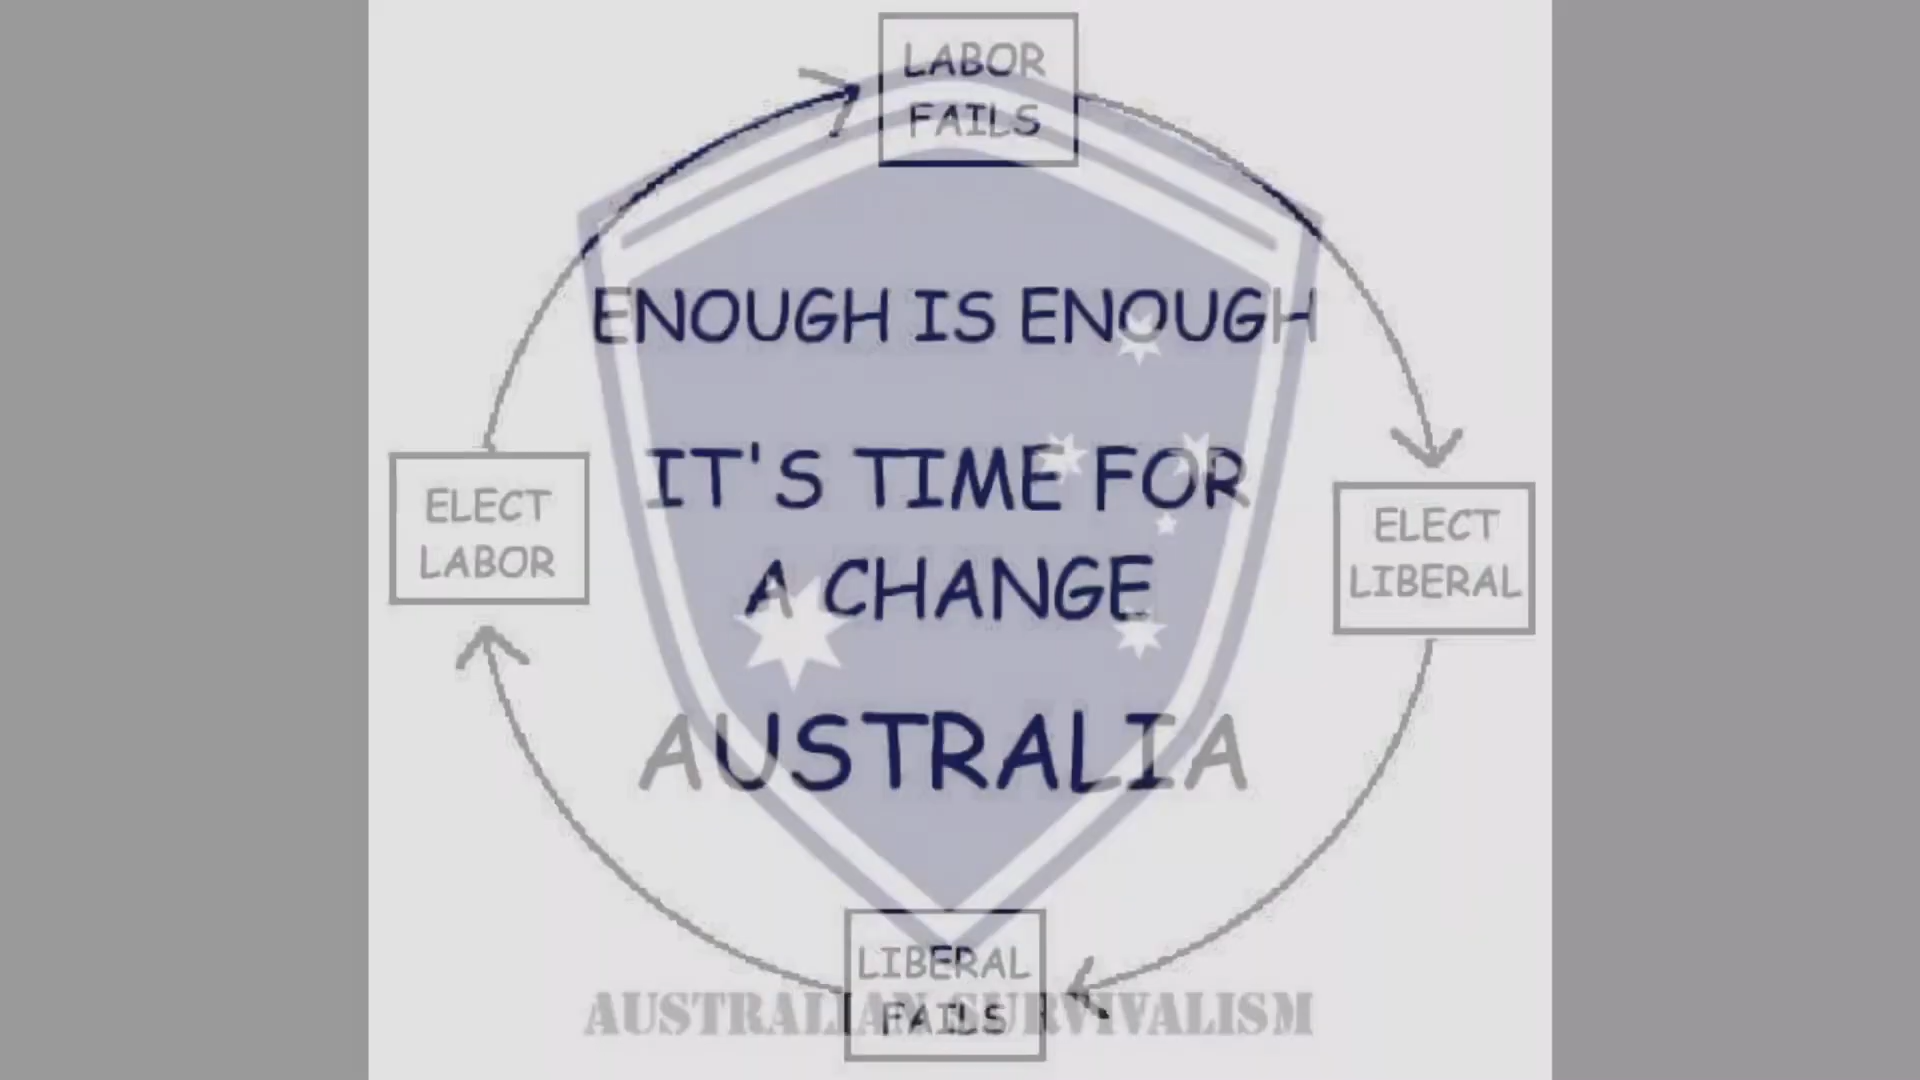 LABOR
FAILS
ENOUGH IS ENOUGH
IT'S TIME FOR
A CHANGE
ELECT
LABOR
ELECT
LIBERAL
AUSTRALIA
LIBERAL
FAILS
AUSTRALIAN SURVIVALISM